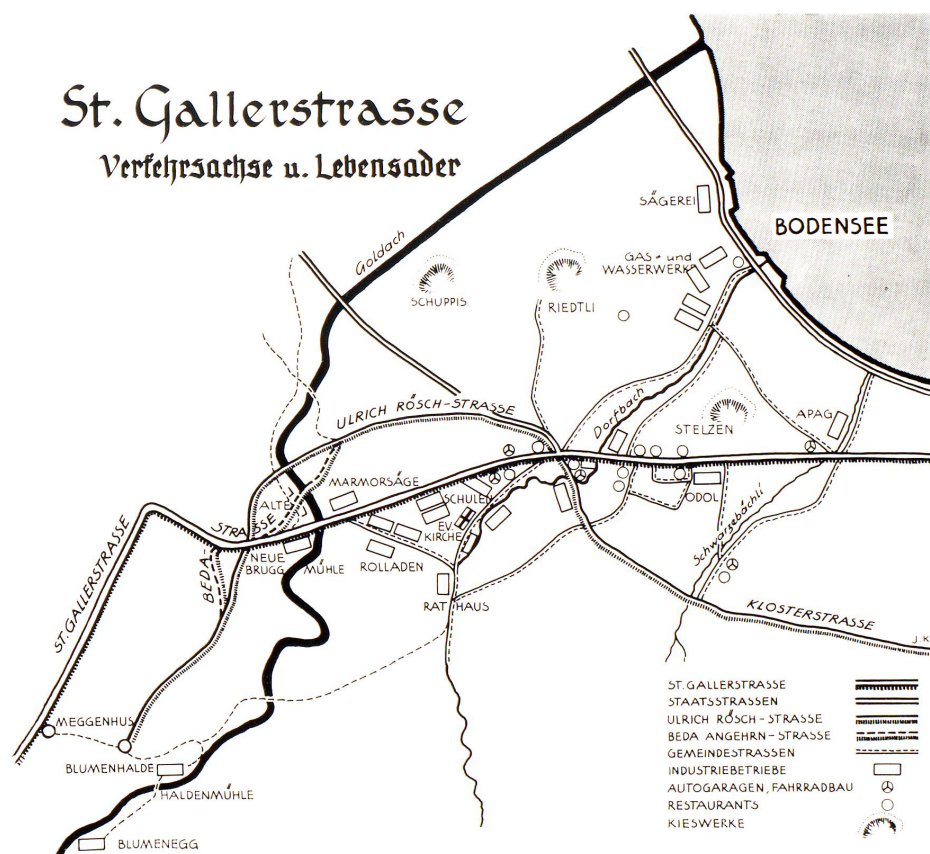 St. Gallerstrasse
Verkehrsachse u. Lebensader
Goldach
SÄGEREI
BODENSEE
GAS- und
WASSERWERKE
SCHUPPIS
RIEDTLI
ULRICH RÖSCH-STRASSE
Dorfbach
STELZEN
APAG
MARMORSÄGE
SCHULEN
ODOL
ALTE
STRASSE
EV.
KIRCHE
Schwärzebächli
NEUE
BRUGG
MÜHLE
ROLLADEN
BEDA
ST. GALLERSTRASSE
RATHAUS
KLOSTERSTRASSE
J.K
MEGGENHUS
BLUMENHALDE
HALDENMÜHLE
BLUMENEGG
ST. GALLERSTRASSE
STAATSSTRASSEN
ULRICH RÖSCH-STRASSE
BEDA ANGEHRN-STRASSE
GEMEINDESTRASSEN
INDUSTRIEBETRIEBE
AUTOGARAGEN, FAHRRADBAU
RESTAURANTS
KIESWERKE